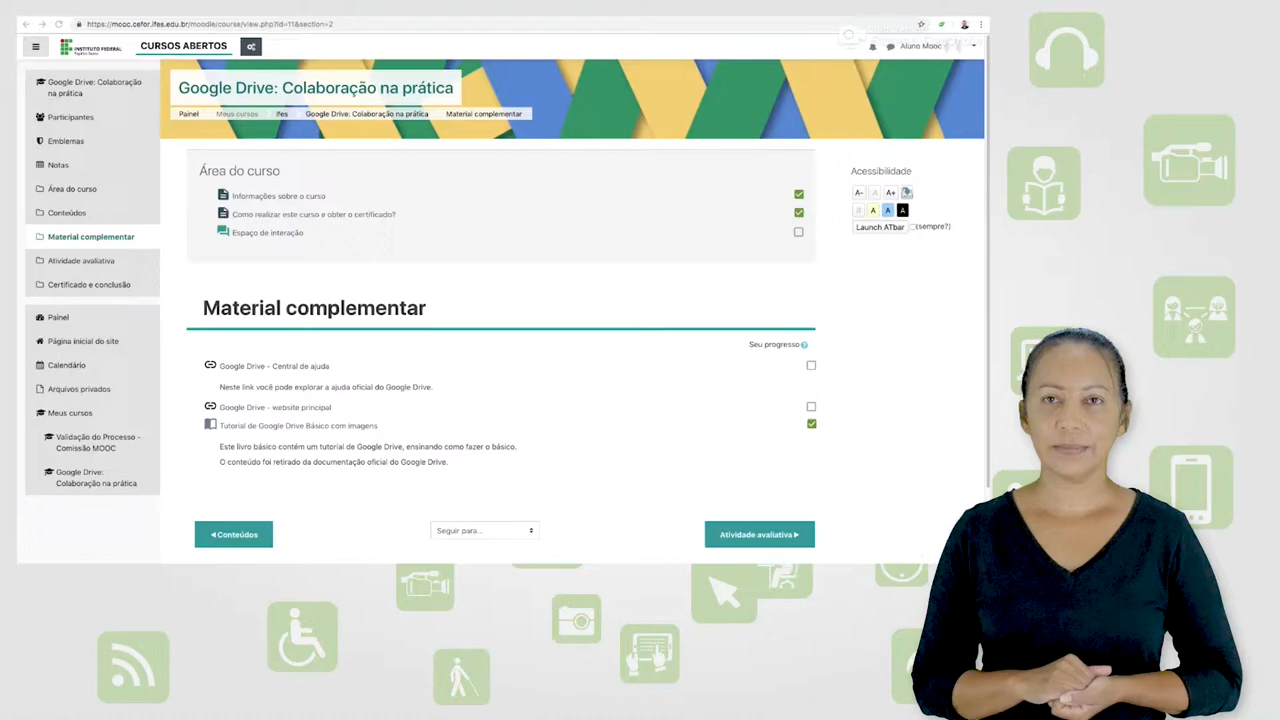 https://mooc.cefor.ifes.edu.br/moodle/course/view.php?id=11&section=2
INSTITUTO FEDERAL
CURSOS ABERTOS
Aluno Mooc
Google Drive: Colaboração
na prática
Participantes
Emblemas
Notas
Área do curso
Conteúdos
Material complementar
Atividade avaliativa
Certificado e conclusão
Painel
Página inicial do site
Calendário
Arquivos privados
Meus cursos
Validação do Processo -
Comissão MOOC
Google Drive:
Colaboração na prática
Google Drive: Colaboração na prática
Painel Meus cursos Ifes Google Drive: Colaboração na prática Material complementar
Área do curso
Informações sobre o curso
Como realizar este curso e obter o certificado?
Espaço de interação
Material complementar
Seu progresso
Google Drive - Central de ajuda
Neste link você pode explorar a ajuda oficial do Google Drive.
Google Drive - website principal
Tutorial de Google Drive Básico com imagens
Este livro básico contém um tutorial de Google Drive, ensinando como fazer o básico.
O conteúdo foi retirado da documentação oficial do Google Drive.
Conteúdos
Seguir para...
Atividade avaliativa
Acessibilidade
A- A A+
A A A
Launch ATbar (sempre?)